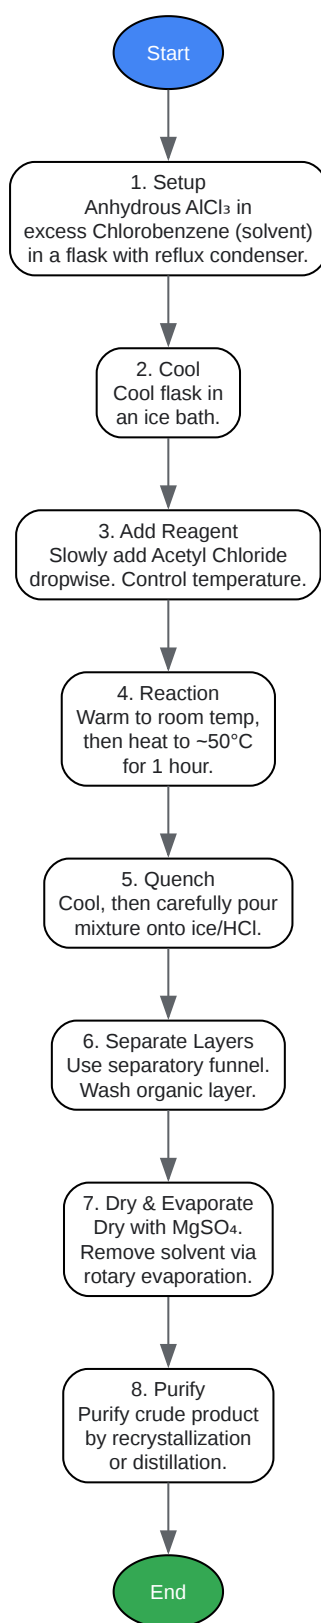 Start
1. Setup
Anhydrous AlCl₃ in
excess Chlorobenzene (solvent)
in a flask with reflux condenser.
2. Cool
Cool flask in
an ice bath.
3. Add Reagent
Slowly add Acetyl Chloride
dropwise. Control temperature.
4. Reaction
Warm to room temp,
then heat to ~50°C
for 1 hour.
5. Quench
Cool, then carefully pour
mixture onto ice/HCl.
6. Separate Layers
Use separatory funnel.
Wash organic layer.
7. Dry & Evaporate
Dry with MgSO₄.
Remove solvent via
rotary evaporation.
8. Purify
Purify crude product
by recrystallization
or distillation.
End